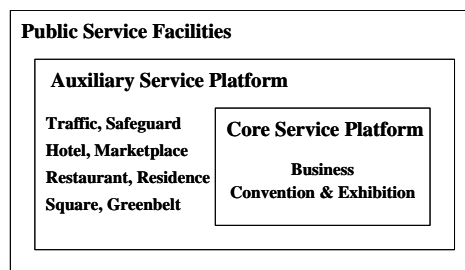 Public Service Facilities
Auxiliary Service Platform
Traffic, Safeguard
Hotel, Marketplace
Restaurant, Residence
Square, Greenbelt
Core Service Platform
Business
Convention & Exhibition